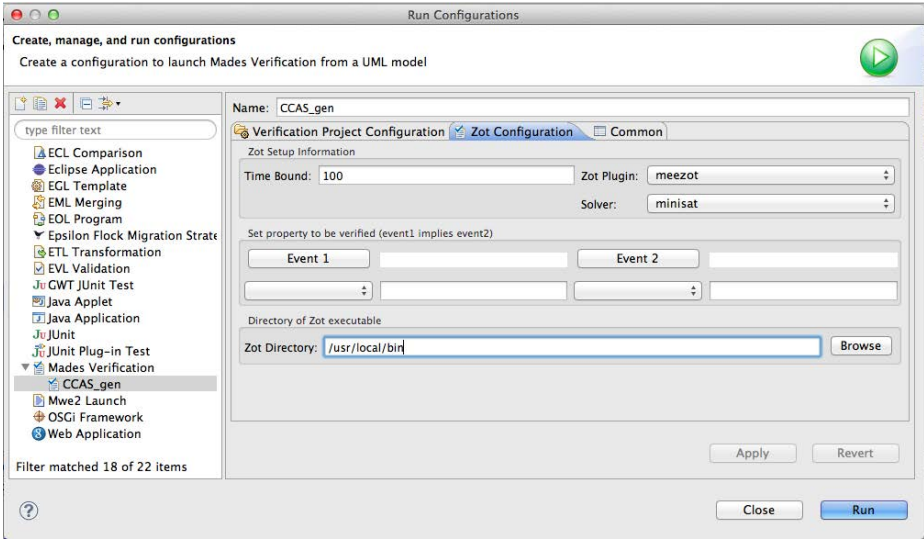 Run Configurations
Create, manage, and run configurations
Create a configuration to launch Mades Verification from a UML model
type filter text
ECL Comparison
Eclipse Application
EGL Template
EML Merging
EOL Program
Epsilon Flock Migration Strate
ETL Transformation
EVL Validation
Ju GWT JUnit Test
Java Applet
Java Application
Ju JUnit
Ju JUnit Plug-in Test
Mades Verification
CCAS_gen
Mwe2 Launch
OSGi Framework
Web Application
Filter matched 18 of 22 items
Name: CCAS_gen
Verification Project Configuration Zot Configuration Common
Zot Setup Information
Time Bound: 100 Zot Plugin: meezot
Solver: minisat
Set property to be verified (event1 implies event2)
Event 1 Event 2
Directory of Zot executable
Zot Directory: /usr/local/bin Browse
Apply Revert
? Close Run